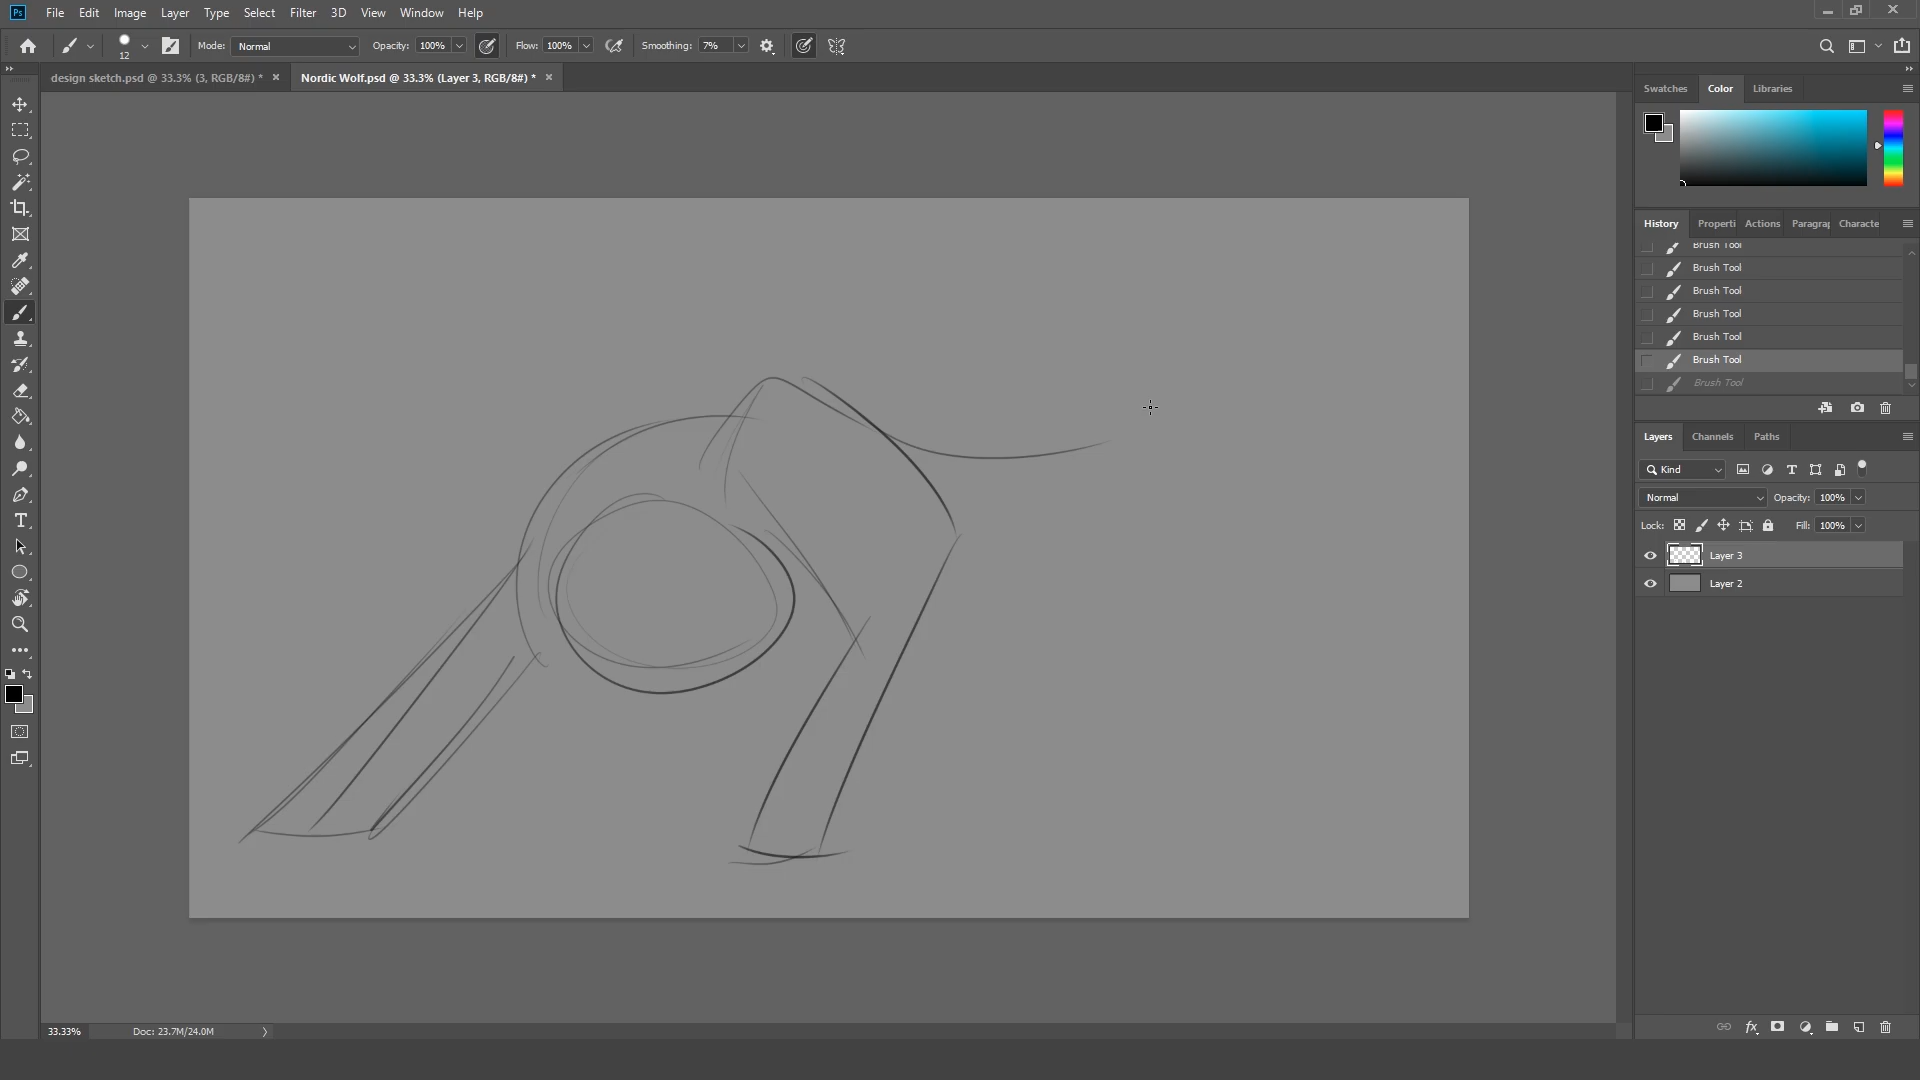 Ps File Edit Image Layer Type Select Filter 3D View Window Help
12 Mode: Normal Opacity: 100% Flow: 100% Smoothing: 7%
design sketch.psd @ 33.3% (3, RGB/8#) * Nordic Wolf.psd @ 33.3% (Layer 3, RGB/8#) *
Swatches Color Libraries
History Properti Actions Paragrap Characte
Brush Tool
Brush Tool
Brush Tool
Brush Tool
Brush Tool
Brush Tool
Brush Tool
Layers Channels Paths
Kind
Normal Opacity: 100%
Lock: Fill: 100%
Layer 3
Layer 2
33.33% Doc: 23.7M/24.0M